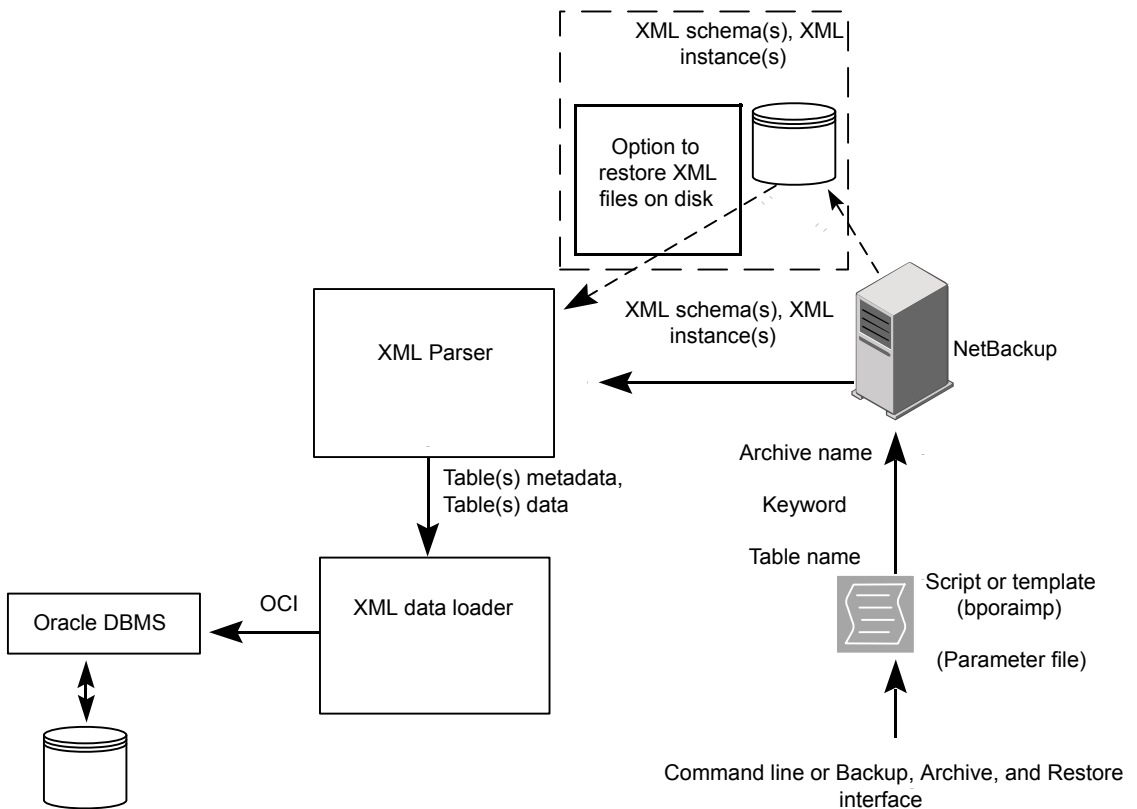 XML schema(s), XML
instance(s)
Option to
restore XML
files on disk
XML schema(s), XML
instance(s)
XML Parser
NetBackup
Archive name
Table(s) metadata,
Table(s) data
Keyword
Table name
Script or template
(bporaimp)
(Parameter file)
OCI
XML data loader
Oracle DBMS
Command line or Backup, Archive, and Restore
interface